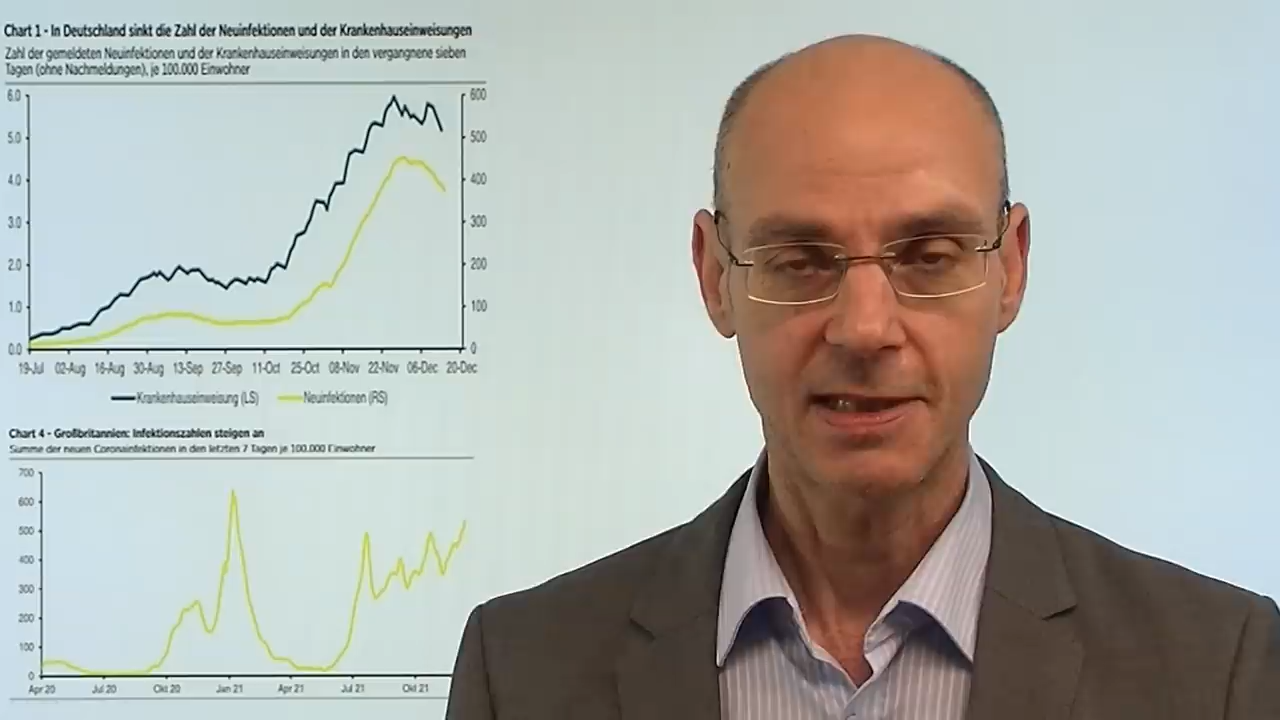 Chart 1 - In Deutschland sinkt die Zahl der Neuinfektionen und der Krankenhauseinweisungen
Zahl der gemeldeten Neuinfektionen und der Krankenhauseinweisungen in den vergangnene sieben
Tagen (ohne Nachmeldungen), je 100.000 Einwohner
6.0 600
5.0 500
4.0 400
3.0 300
2.0 200
1.0 100
0.0 0
19-Jul 02-Aug 16-Aug 30-Aug 13-Sep 27-Sep 11-Oct 25-Oct 08-Nov 22-Nov 06-Dec 20-Dec
Krankenhauseinweisung (LS) Neuinfektionen (RS)
Chart 4 - Großbritannien: Infektionszahlen steigen an
Summe der neuen Coronainfektionen in den letzten 7 Tagen je 100.000 Einwohner
700
600
500
400
300
200
100
0
Apr 20 Jul 20 Okt 20 Jan 21 Apr 21 Jul 21 Okt 21